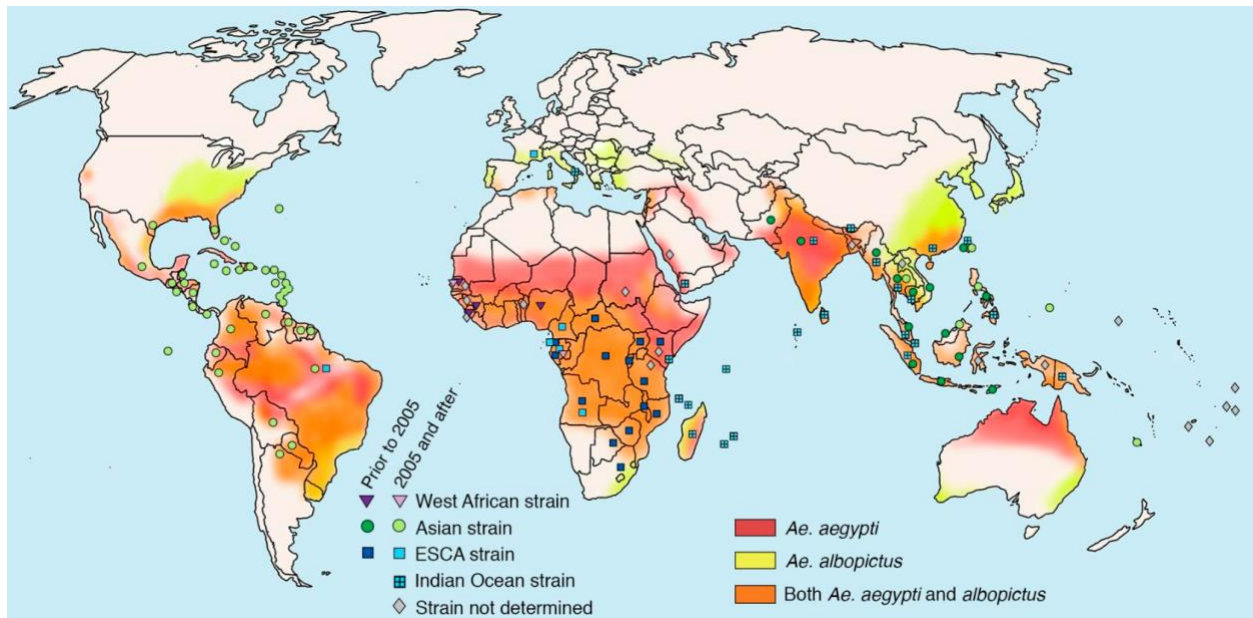 Prior to 2005
2005 and after
West African strain
Asian strain
ESCA strain
Indian Ocean strain
Strain not determined
Ae. aegypti
Ae. albopictus
Both Ae. aegypti and albopictus